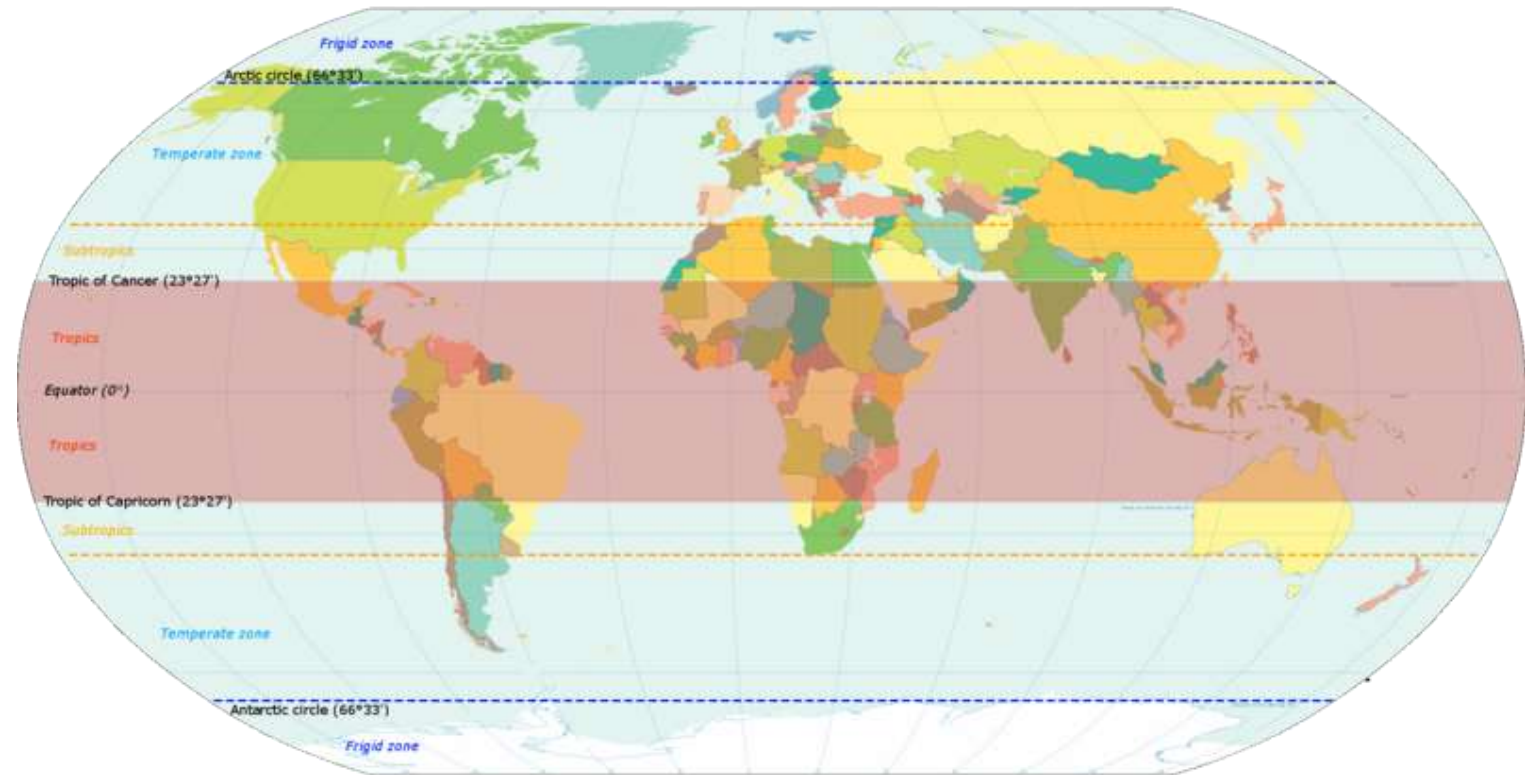 Frigid zone
Arctic circle (66°33')
Temperate zone
Subtropics
Tropic of Cancer (23°27')
Tropics
Equator (0°)
Tropics
Tropic of Capricorn (23°27')
Subtropics
Temperate zone
Antarctic circle (66°33')
Frigid zone